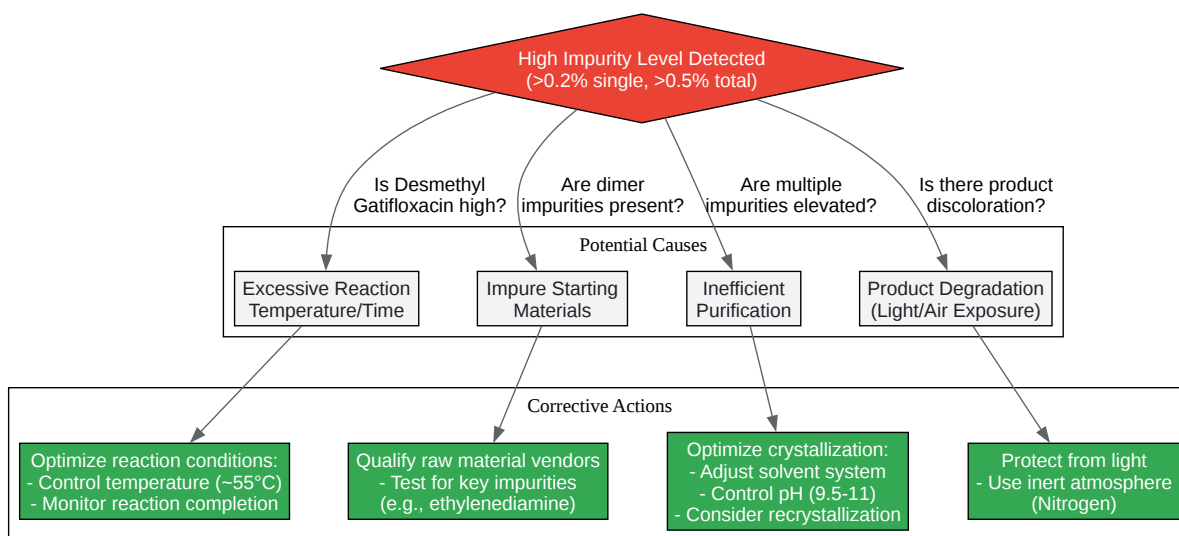 High Impurity Level Detected
(>0.2% single, >0.5% total)
Is Desmethyl
Gatifloxacin high?
Are dimer
impurities present?
Are multiple
impurities elevated?
Is there product
discoloration?
Potential Causes
Excessive Reaction
Temperature/Time
Impure Starting
Materials
Inefficient
Purification
Product Degradation
(Light/Air Exposure)
Corrective Actions
Optimize reaction conditions:
- Control temperature (~55°C)
- Monitor reaction completion
Qualify raw material vendors
- Test for key impurities
(e.g., ethylenediamine)
Optimize crystallization:
- Adjust solvent system
- Control pH (9.5-11)
- Consider recrystallization
Protect from light
- Use inert atmosphere
(Nitrogen)